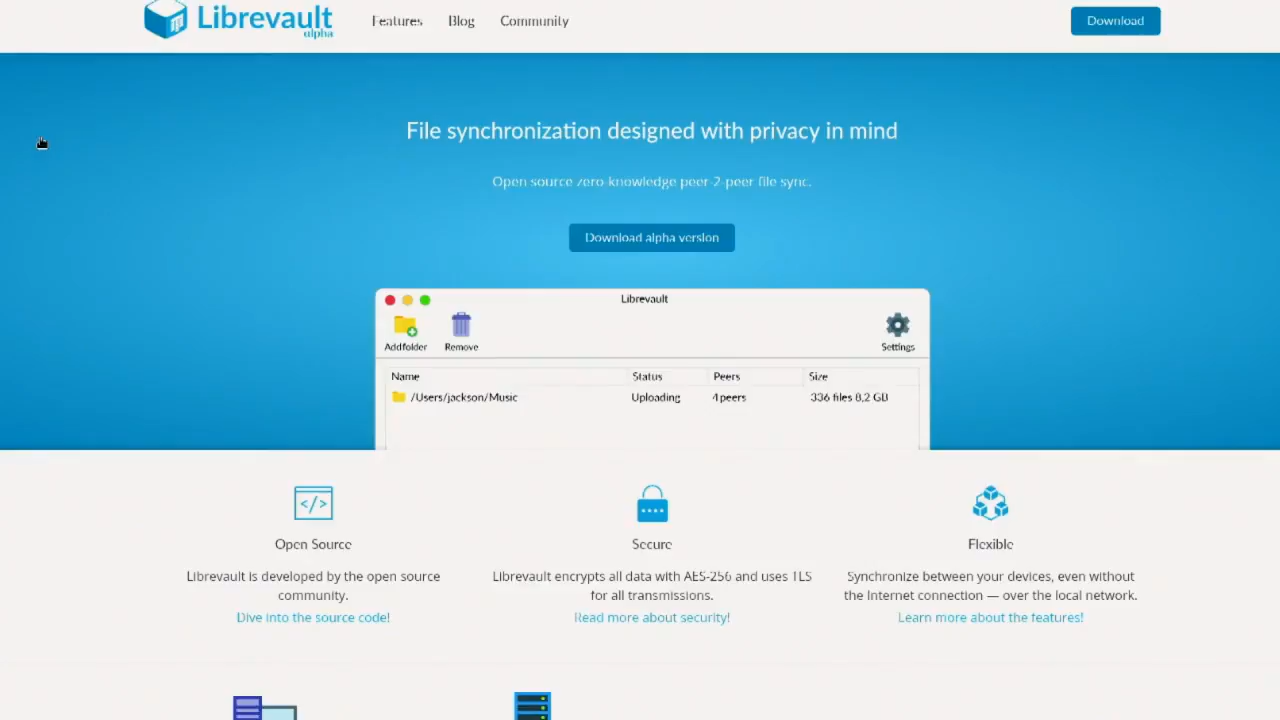 Librevault
alpha
Features
Blog
Community
Download
File synchronization designed with privacy in mind
Open source zero-knowledge peer-2-peer file sync.
Download alpha version
Librevault
Add folder
Remove
Settings
Name
Status
Peers
Size
/Users/jackson/Music
Uploading
4 peers
336 files 8,2 GB
</>
Open Source
Librevault is developed by the open source
community.
Dive into the source code!
Secure
Librevault encrypts all data with AES-256 and uses TLS
for all transmissions.
Read more about security!
Flexible
Synchronize between your devices, even without
the Internet connection — over the local network.
Learn more about the features!